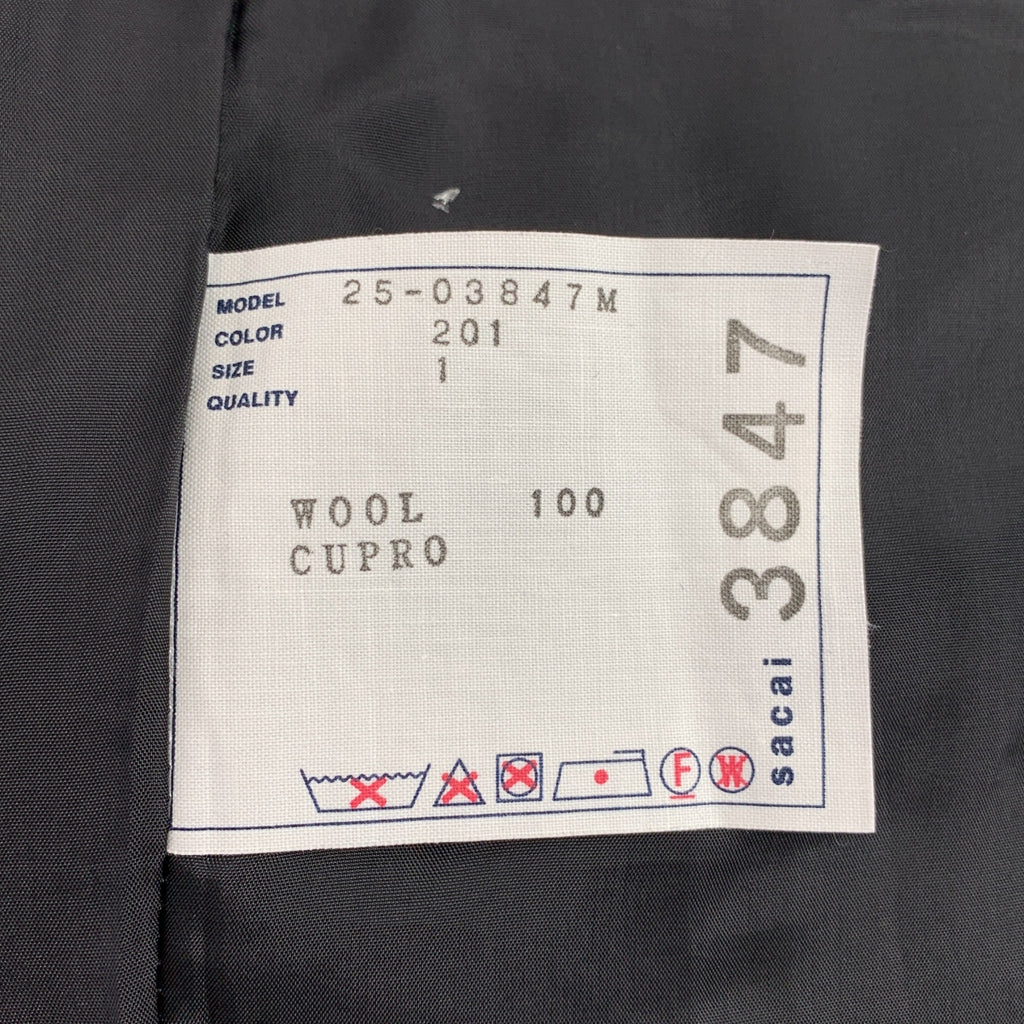 MODEL 25-03847M
COLOR 201
SIZE 1
QUALITY
WOOL 100
CUPRO
sacai 3847
F W